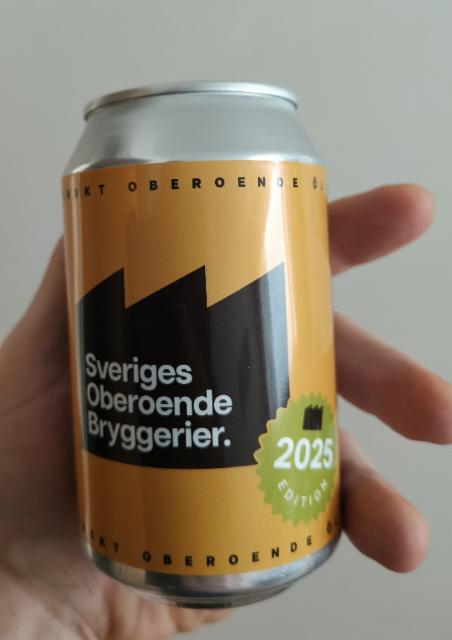 OBEROENDE
Sveriges
Oberoende
Bryggerier.
2025
EDITION
OBEROENDE